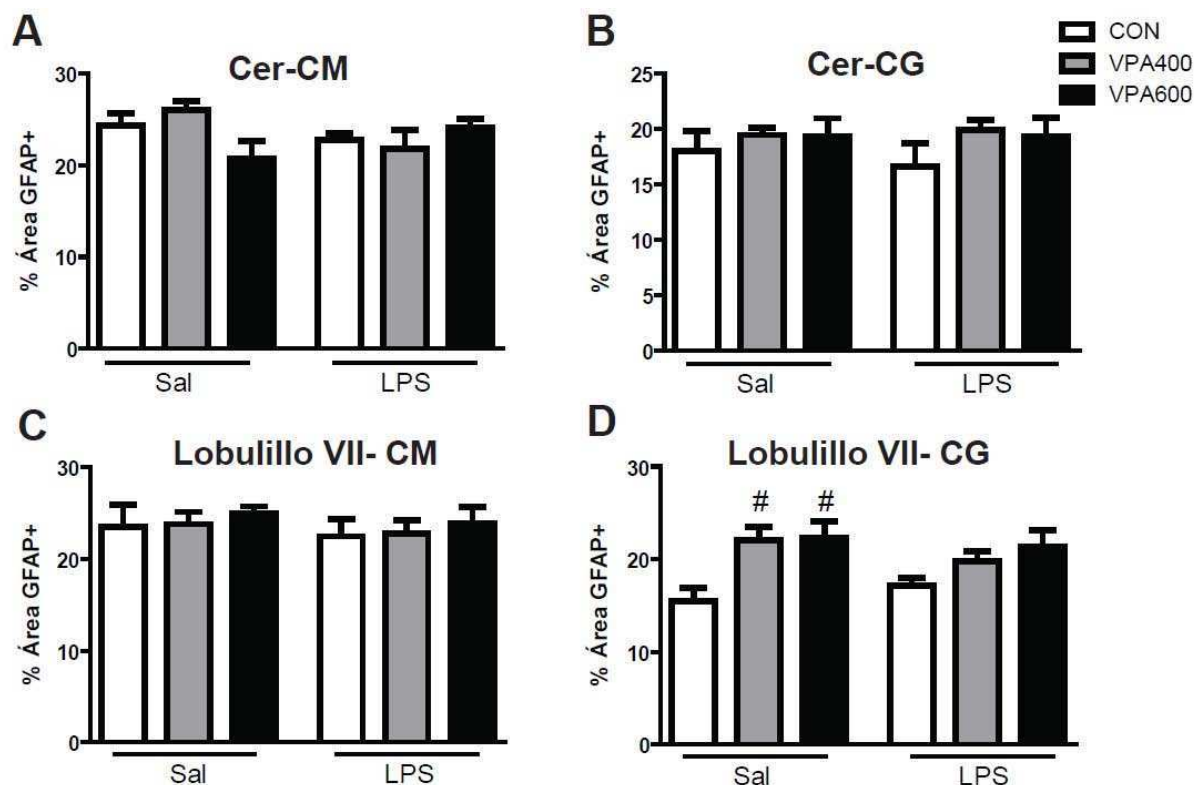 A
Cer-CM
% Área GFAP+
30
20
10
0
Sal
LPS
B
Cer-CG
% Área GFAP+
25
20
15
10
5
0
Sal
LPS
CON
VPA400
VPA600
C
Lobulillo VII- CM
% Área GFAP+
30
20
10
0
Sal
LPS
D
Lobulillo VII- CG
% Área GFAP+
30
20
10
0
# #
Sal
LPS